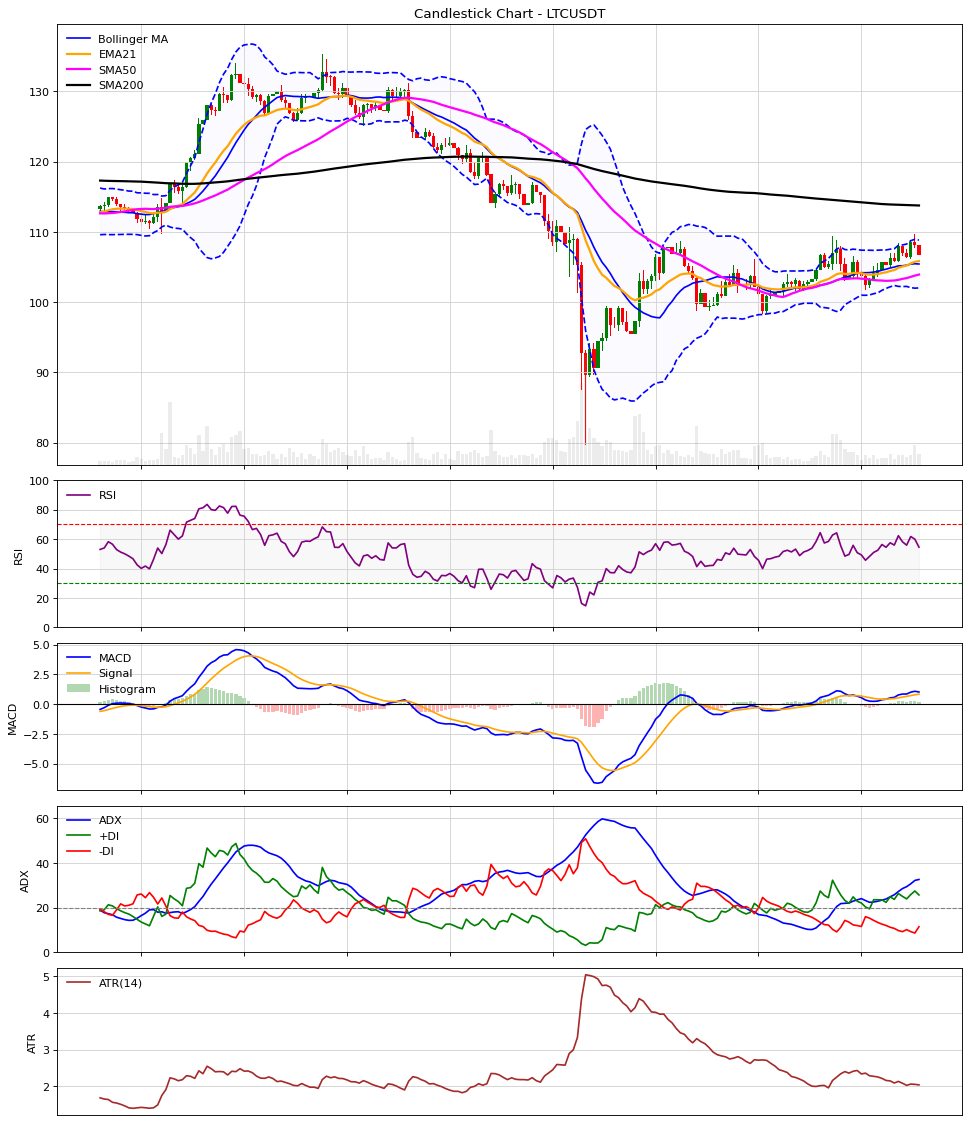 Candlestick Chart - LTCUSDT
Bollinger MA
EMA21
SMA50
SMA200
130
120
110
100
90
80
RSI
100
80
60
40
20
0
RSI
MACD
Signal
Histogram
5.0
2.5
0.0
−2.5
−5.0
MACD
ADX
+DI
-DI
60
40
20
0
ADX
ATR(14)
5
4
3
2
ATR